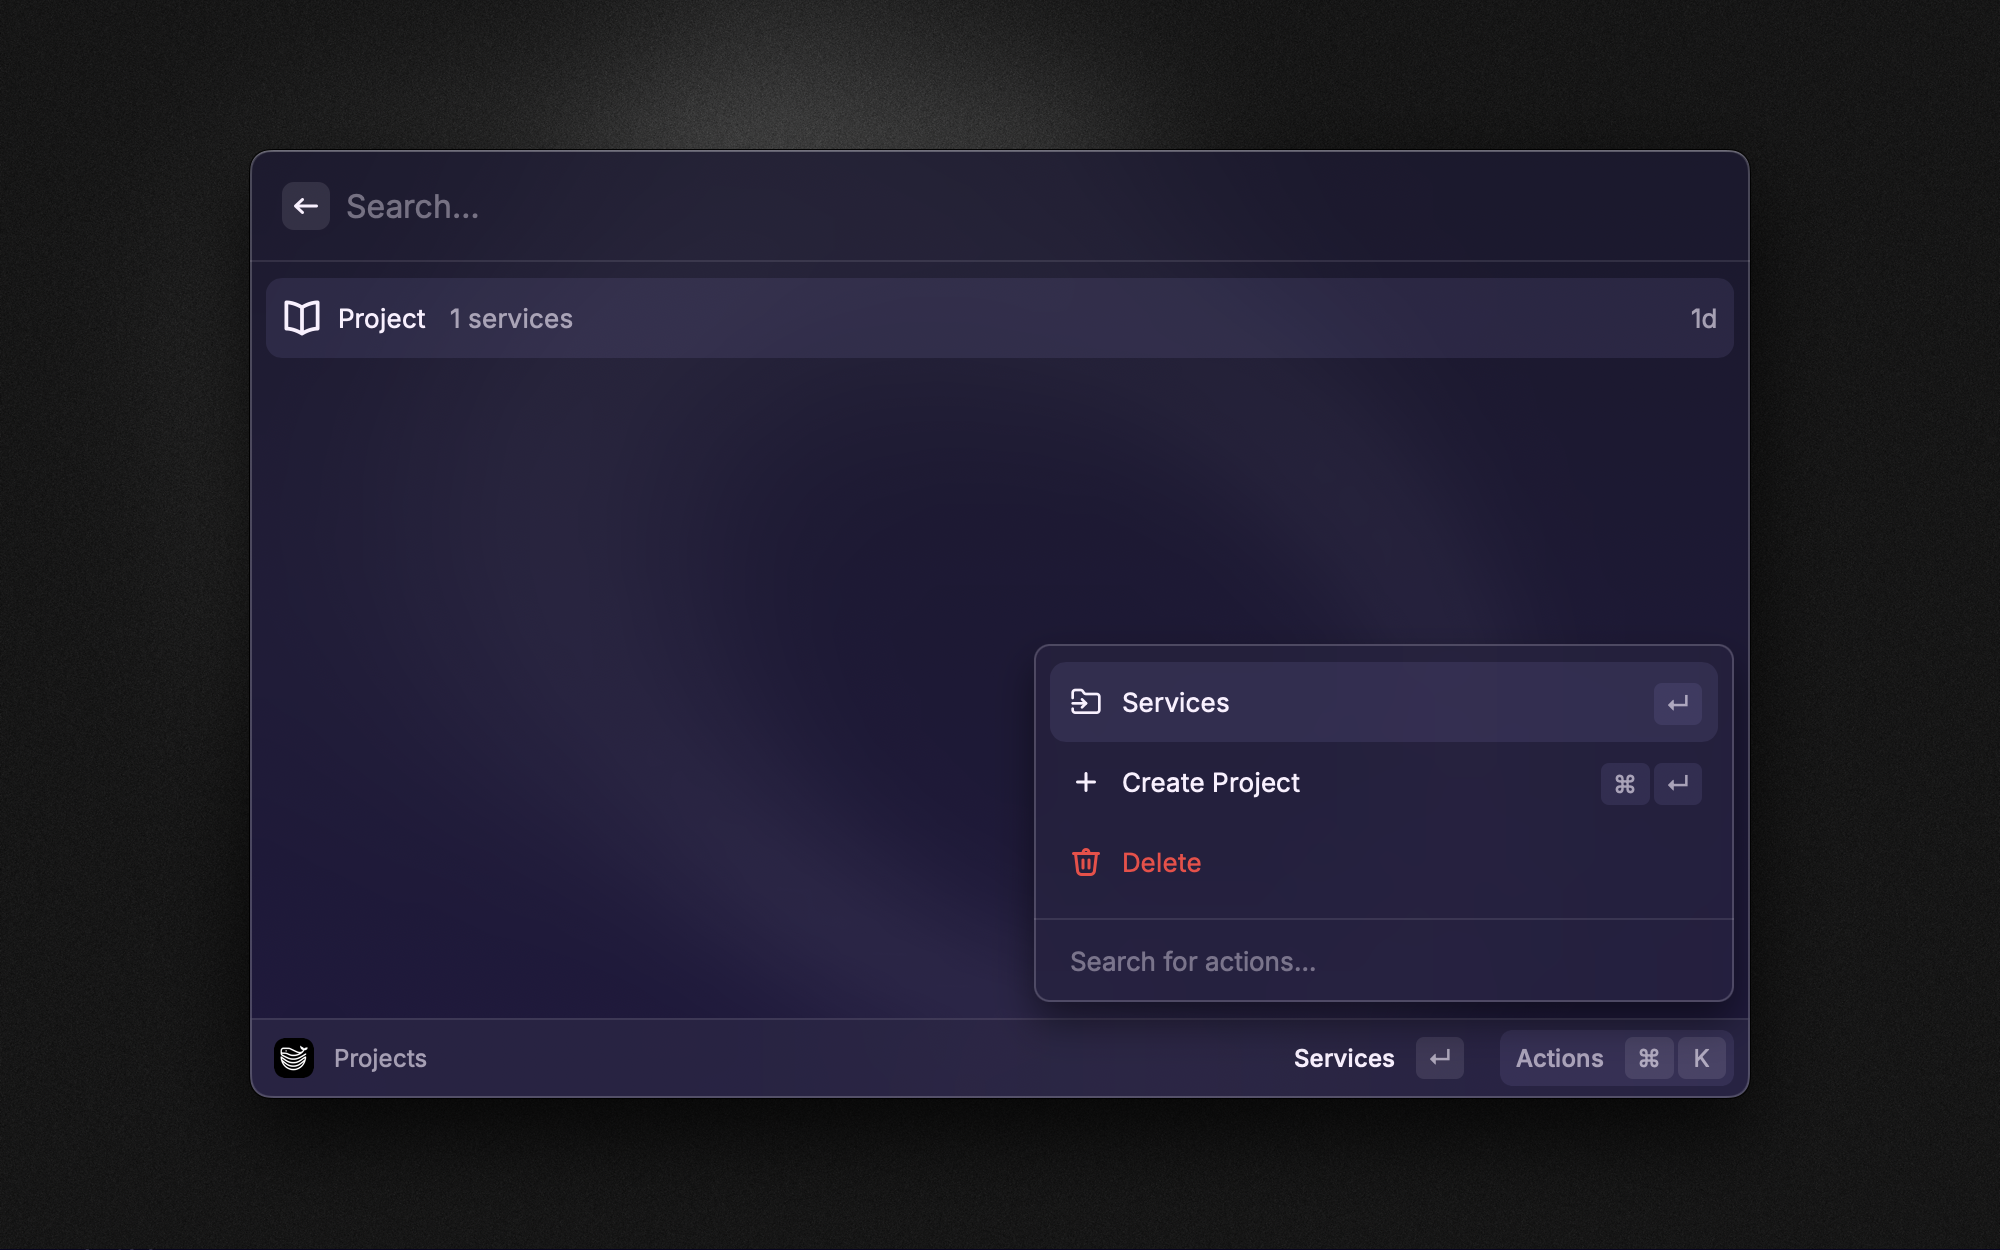 Search...
Project 1 services 1d
Services ↵
Create Project ⌘ ↵
Delete
Search for actions...
Projects Services ↵ Actions ⌘ K